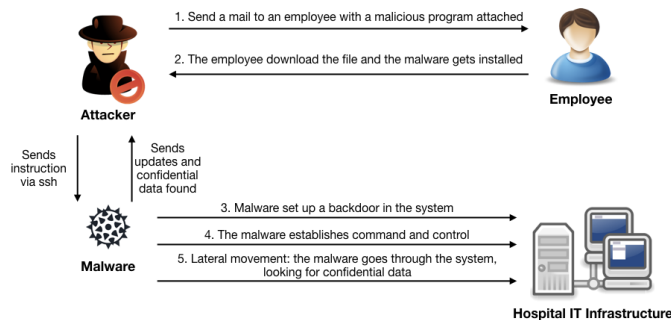 1. Send a mail to an employee with a malicious program attached
2. The employee download the file and the malware gets installed
Attacker
Employee
Sends
instruction
via ssh
Sends
updates and
confidential
data found
3. Malware set up a backdoor in the system
4. The malware establishes command and control
5. Lateral movement: the malware goes through the system,
looking for confidential data
Malware
Hospital IT Infrastructure